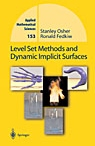 Applied
Mathematical
Sciences
153
Stanley Osher
Ronald Fedkiw
Level Set Methods and
Dynamic Implicit Surfaces
Springer